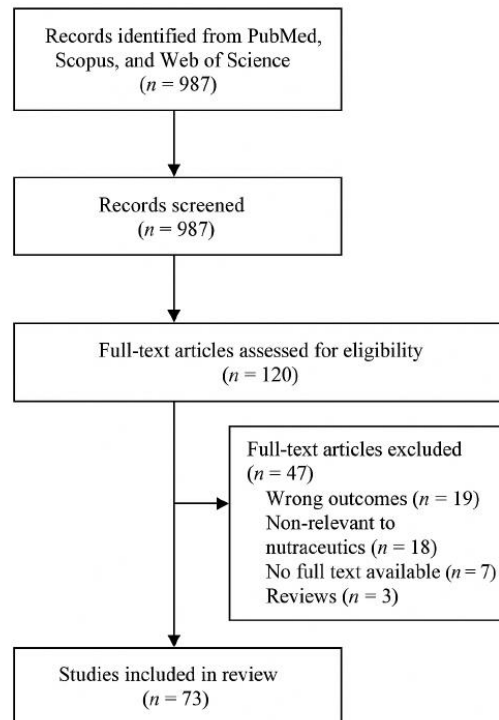 Records identified from PubMed,
Scopus, and Web of Science
(n = 987)
Records screened
(n = 987)
Full-text articles assessed for eligibility
(n = 120)
Full-text articles excluded
(n = 47)
Wrong outcomes (n = 19)
Non-relevant to
nutraceutics (n = 18)
No full text available (n = 7)
Reviews (n = 3)
Studies included in review
(n = 73)